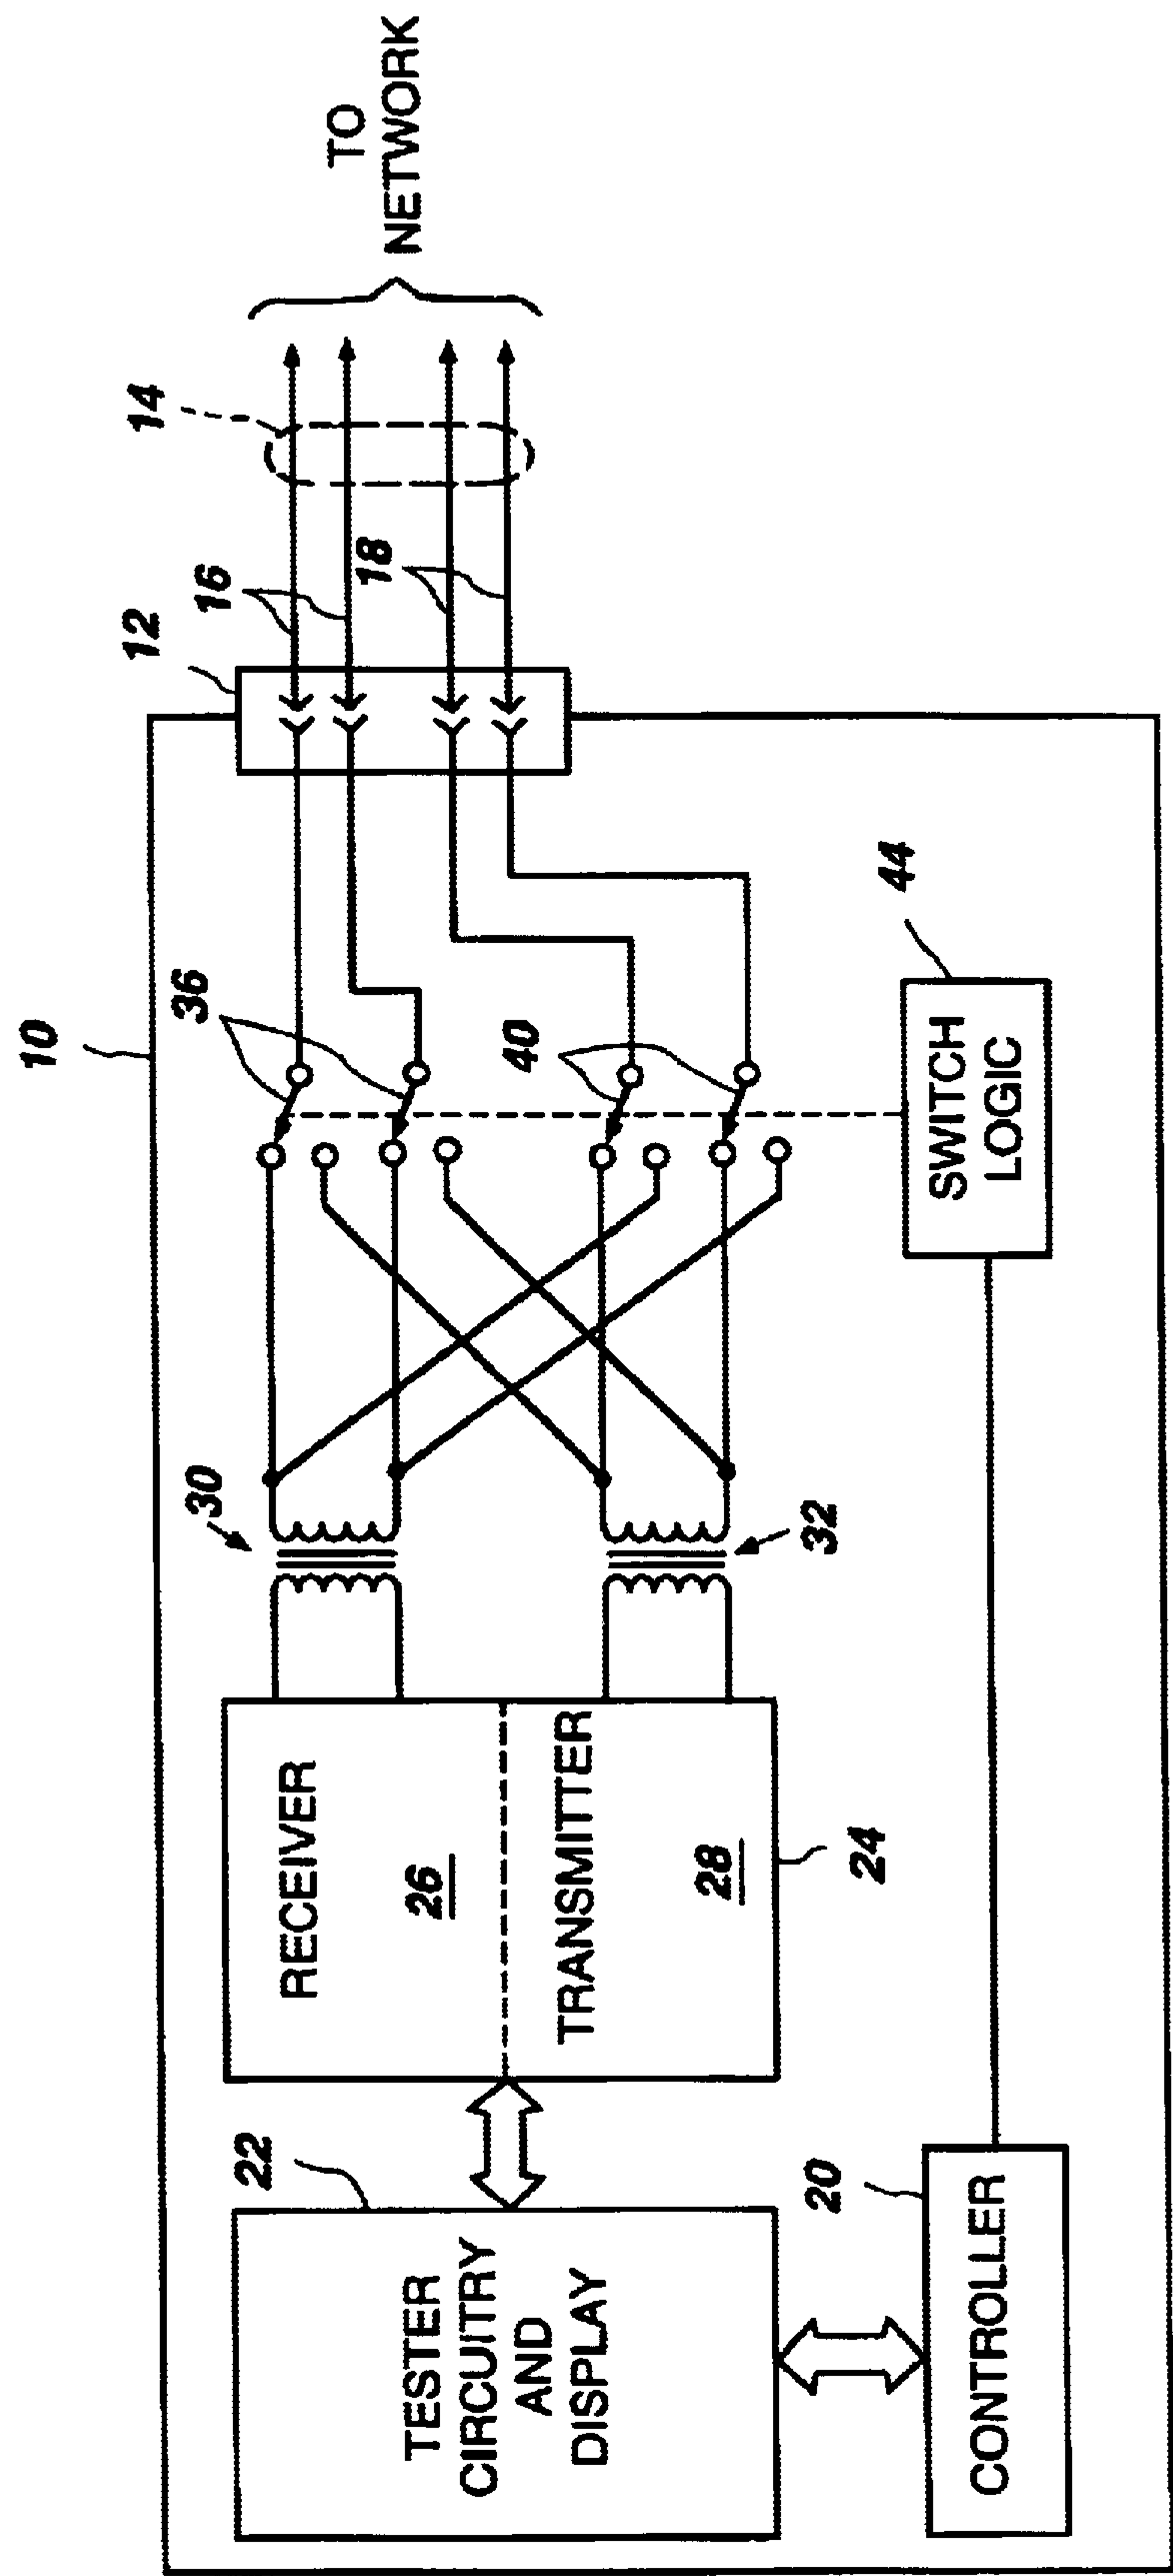 10
12
14
16
18
TO
NETWORK
36
40
30
32
RECEIVER
26
TRANSMITTER
28
24
22
TESTER
CIRCUITRY
AND
DISPLAY
20
CONTROLLER
SWITCH
LOGIC
44